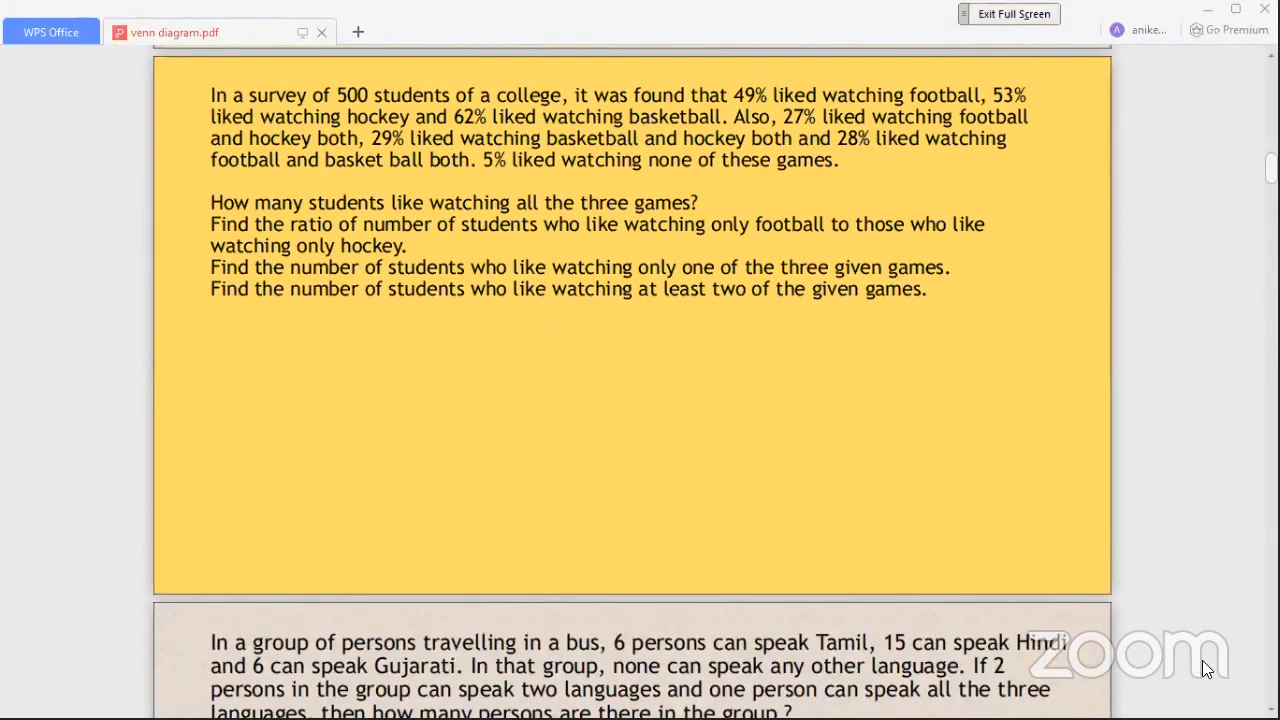 Exit Full Screen
WPS Office
venn diagram.pdf
anike...
Go Premium
In a survey of 500 students of a college, it was found that 49% liked watching football, 53%
liked watching hockey and 62% liked watching basketball. Also, 27% liked watching football
and hockey both, 29% liked watching basketball and hockey both and 28% liked watching
football and basket ball both. 5% liked watching none of these games.
How many students like watching all the three games?
Find the ratio of number of students who like watching only football to those who like
watching only hockey.
Find the number of students who like watching only one of the three given games.
Find the number of students who like watching at least two of the given games.
In a group of persons travelling in a bus, 6 persons can speak Tamil, 15 can speak Hindi
and 6 can speak Gujarati. In that group, none can speak any other language. If 2
persons in the group can speak two languages and one person can speak all the three
languages, then how many persons are there in the group ?
zoom